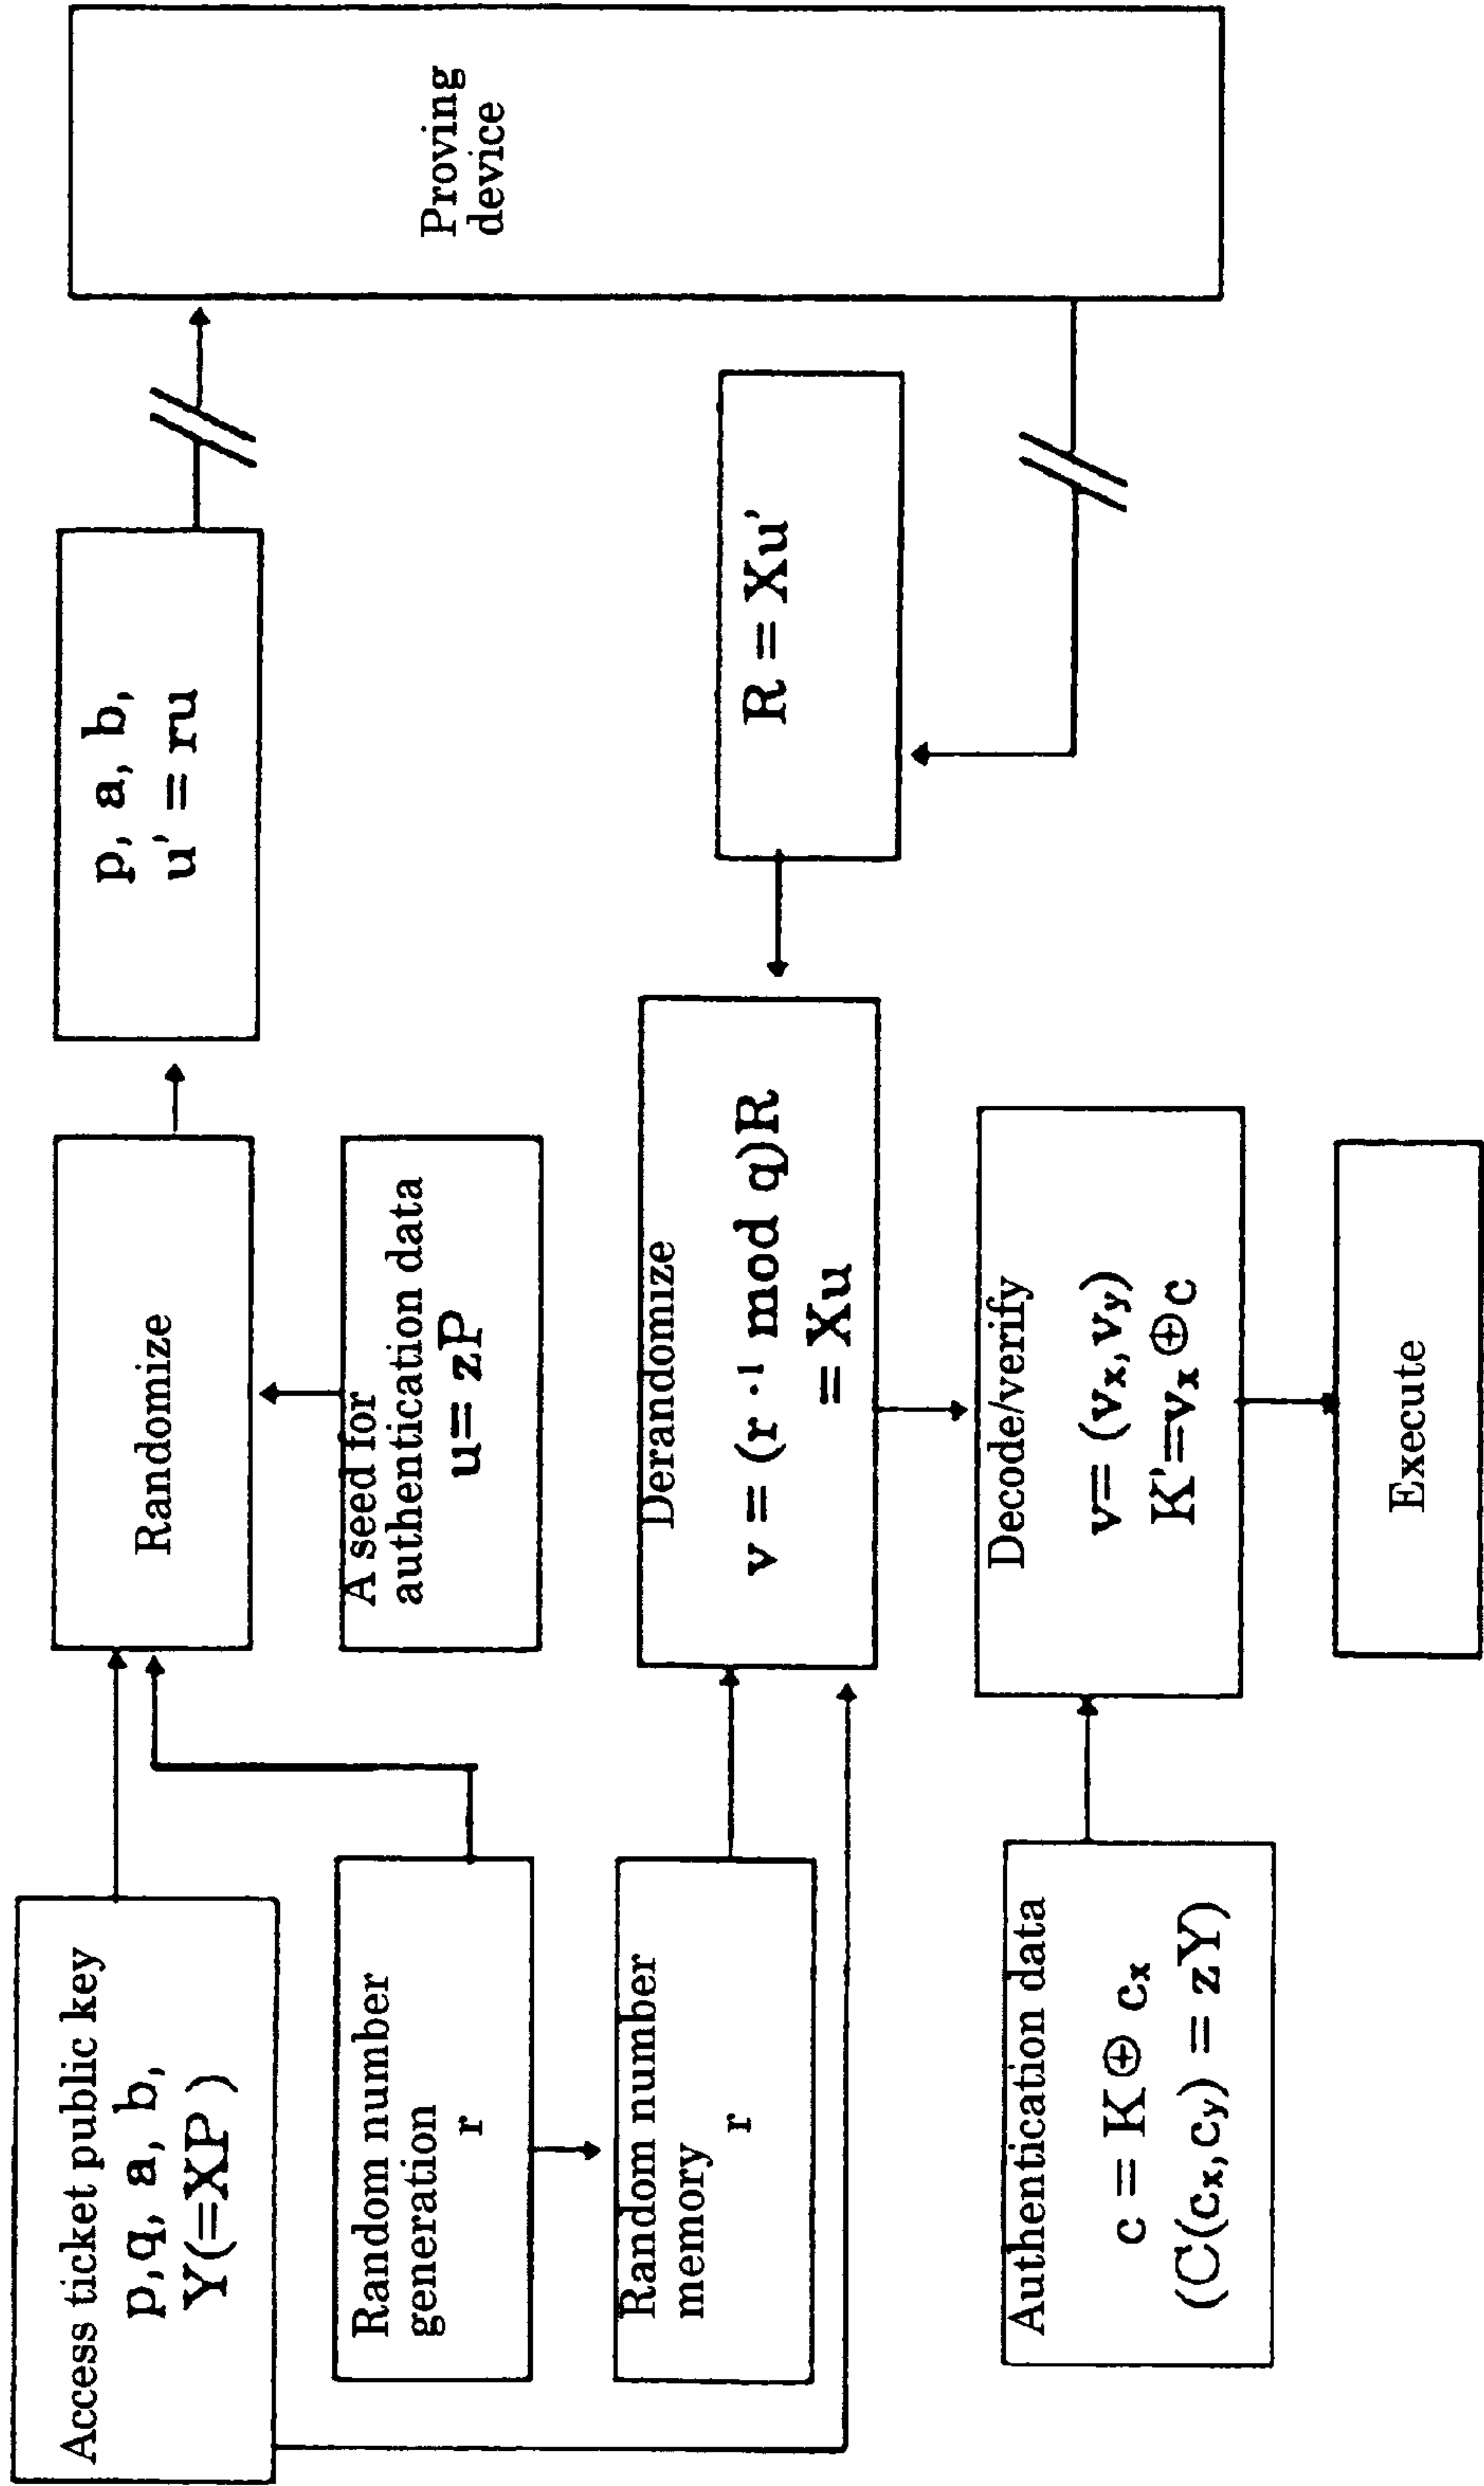 Access ticket public key
p, q, a, b,
Y(=XP)
Randomize
p, a, b,
u' = ru
Proving
device
Random number
generation
r
A seed for
authentication data
u= zP
Random number
memory
r
Derandomize
v = (r⁻¹ mod q)R
= Xu
R = Xu'
Authentication data
c = K ⊕ cₓ
(C(cₓ, cᵧ) = zY)
Decode/verify
v= (vₓ, vᵧ)
K'=vₓ ⊕ c
Execute